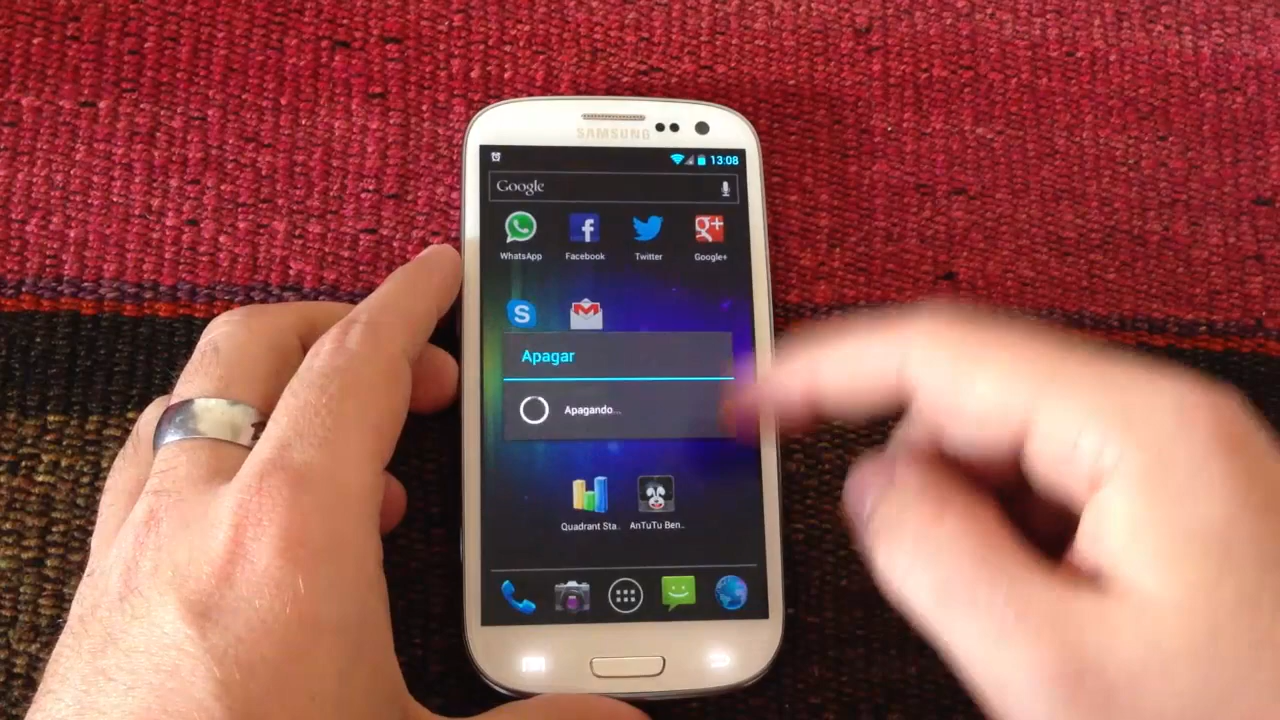 SAMSUNG
13:08
Google
WhatsApp
Facebook
Twitter
Google+
Apagar
Apagando...
Quadrant Sta..
AnTuTu Ben..